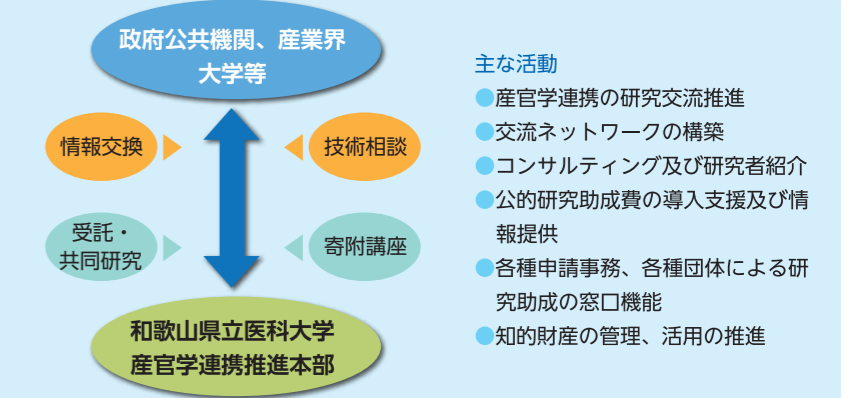 政府公共機関、産業界
大学等
情報交換
技術相談
受託・
共同研究
寄附講座
和歌山県立医科大学
産官学連携推進本部
主な活動
●産官学連携の研究交流推進
●交流ネットワークの構築
●コンサルティング及び研究者紹介
●公的研究助成費の導入支援及び情
報提供
●各種申請事務、各種団体による研
究助成の窓口機能
●知的財産の管理、活用の推進